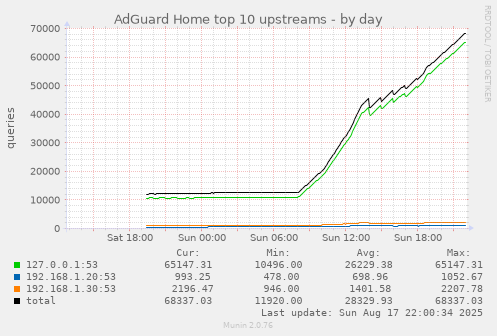 AdGuard Home top 10 upstreams - by day
RRDTOOL / TOBI OETIKER
queries
70000
60000
50000
40000
30000
20000
10000
0
Sat 18:00 Sun 00:00 Sun 06:00 Sun 12:00 Sun 18:00
Cur: Min: Avg: Max:
127.0.0.1:53 65147.31 10496.00 26229.38 65147.31
192.168.1.20:53 993.25 478.00 698.96 1052.67
192.168.1.30:53 2196.47 946.00 1401.58 2207.78
total 68337.03 11920.00 28329.93 68337.03
Last update: Sun Aug 17 22:00:34 2025
Munin 2.0.76